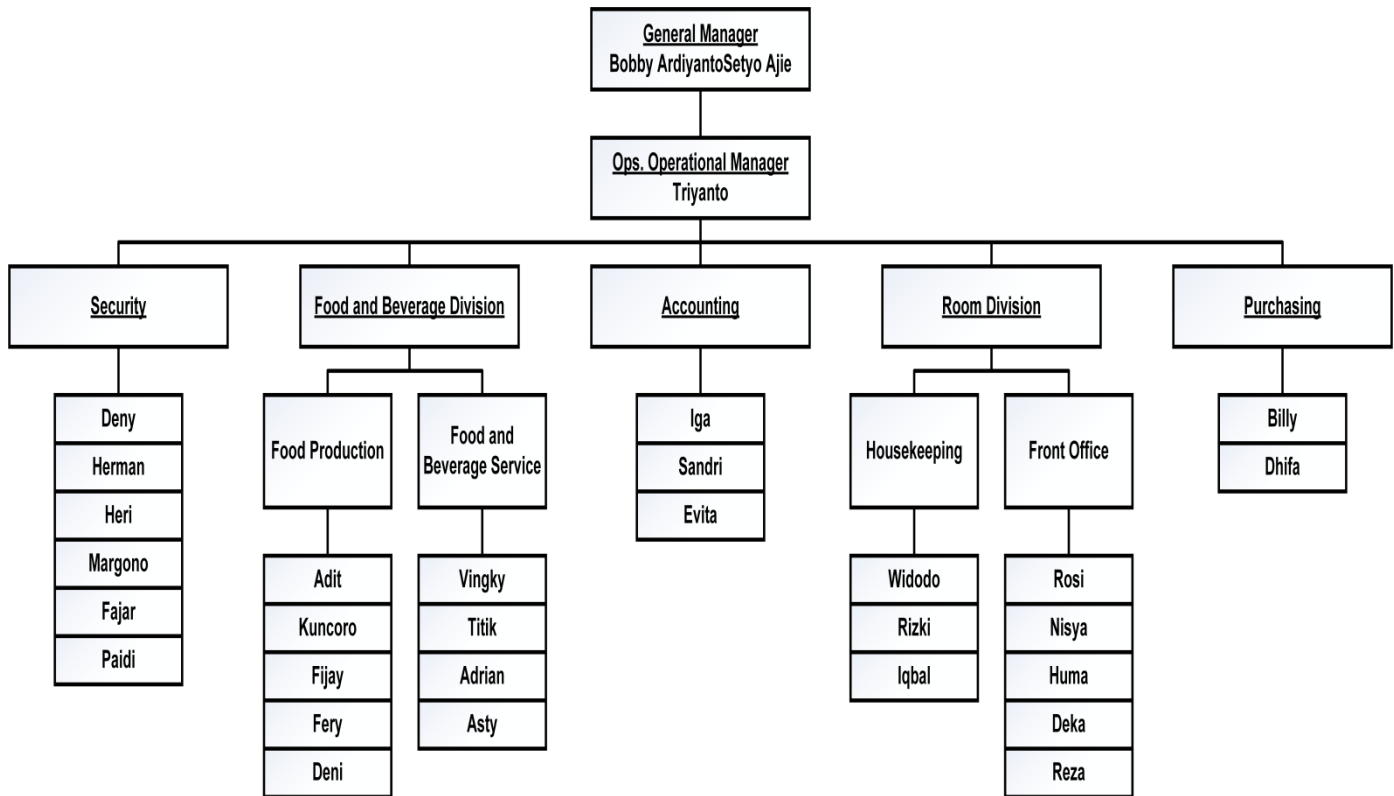 General Manager
Bobby ArdiyantoSetyo Ajie
Ops. Operational Manager
Triyanto
Security
Food and Beverage Division
Accounting
Room Division
Purchasing
Deny
Herman
Heri
Margono
Fajar
Paidi
Food Production
Adit
Kuncoro
Fijay
Fery
Deni
Food and
Beverage Service
Vingky
Titik
Adrian
Asty
Iga
Sandri
Evita
Housekeeping
Widodo
Rizki
Iqbal
Front Office
Rosi
Nisya
Huma
Deka
Reza
Billy
Dhifa